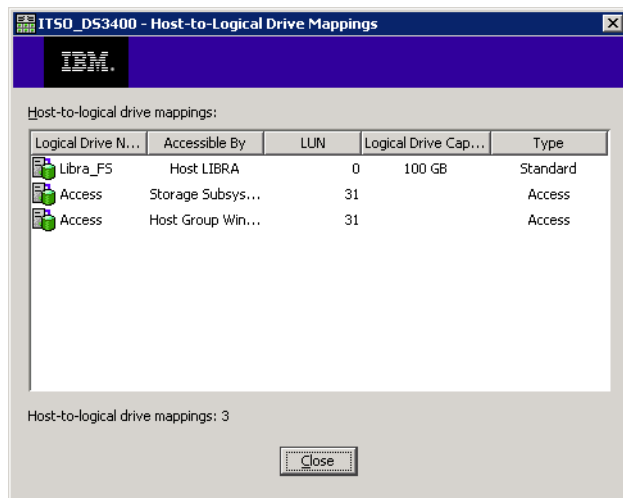 ITSO_DS3400 - Host-to-Logical Drive Mappings
IBM.
Host-to-logical drive mappings:
Logical Drive N... Accessible By LUN Logical Drive Cap... Type
Libra_FS Host LIBRA 0 100 GB Standard
Access Storage Subsys... 31 Access
Access Host Group Win... 31 Access
Host-to-logical drive mappings: 3
Close